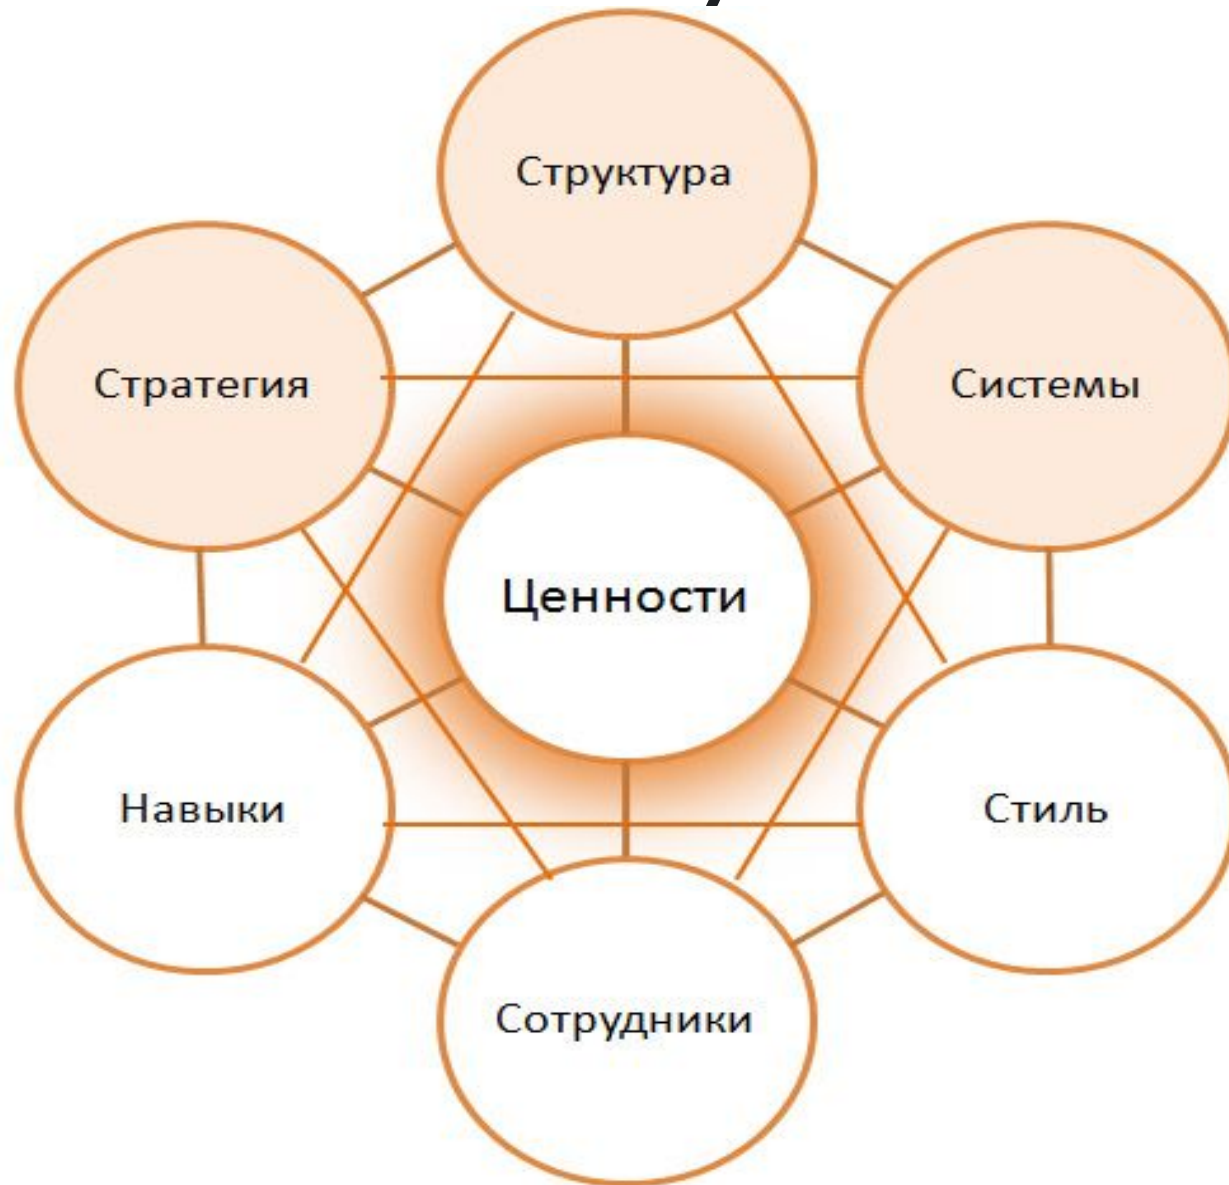 Структура
Стратегия
Системы
Ценности
Навыки
Стиль
Сотрудники